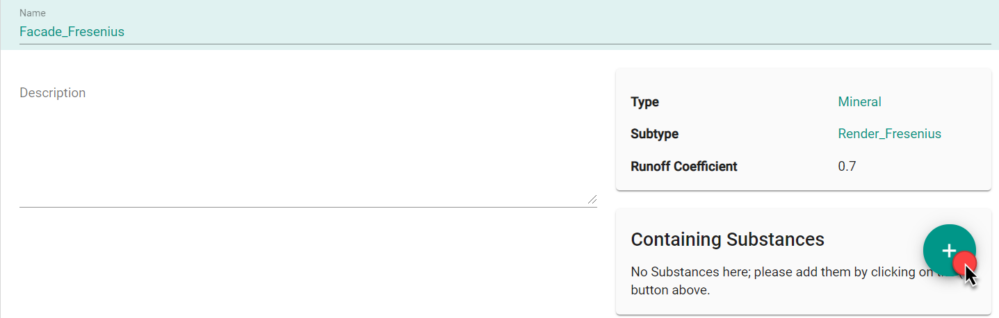 Name
Facade_Fresenius
Description
Type Mineral
Subtype Render_Fresenius
Runoff Coefficient 0.7
Containing Substances
+
No Substances here; please add them by clicking on
button above.